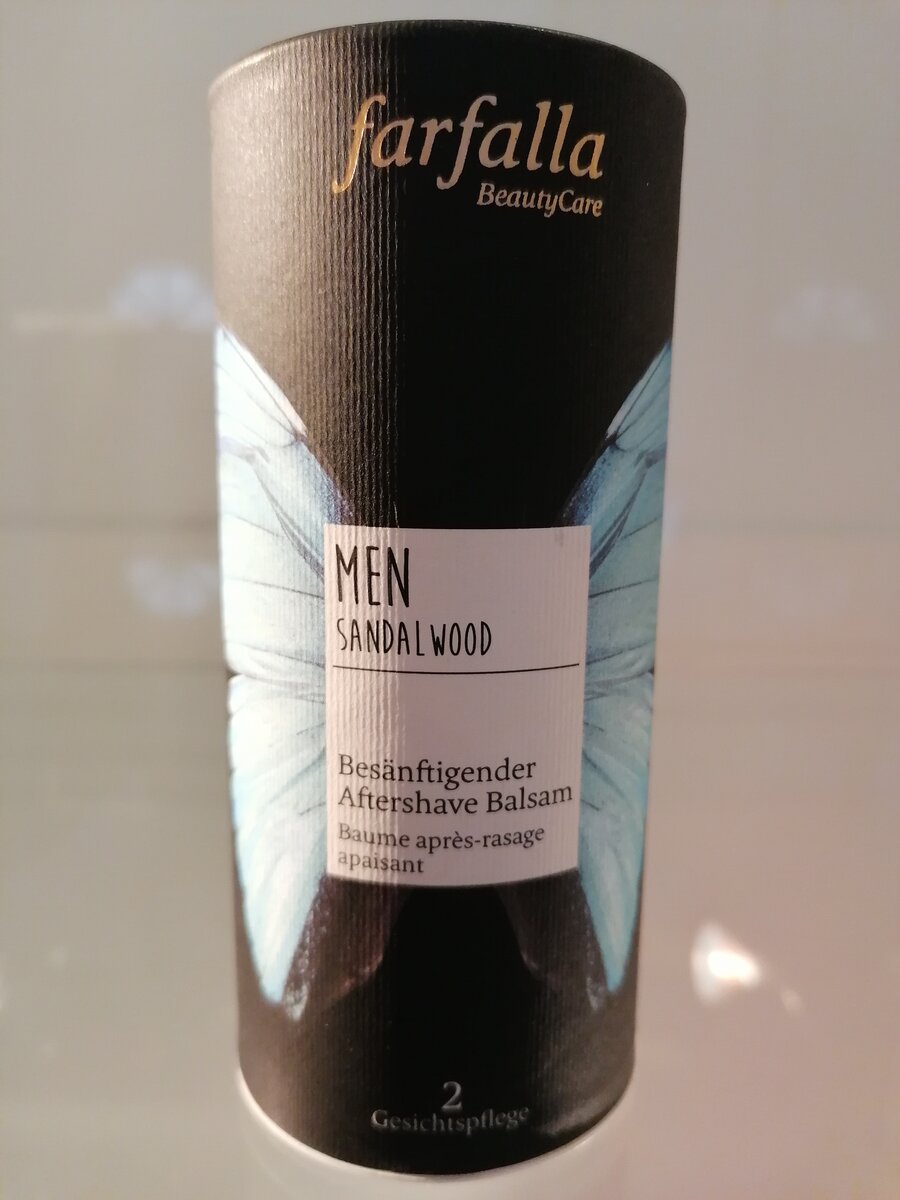 farfalla
BeautyCare
MEN
SANDALWOOD
Besänftigender
Aftershave Balsam
Baume après-rasage
apaisant
2
Gesichtspflege